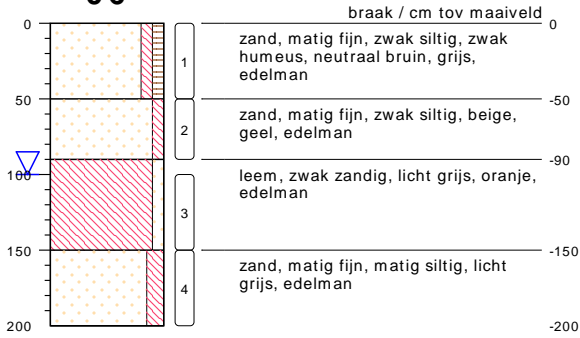 braak / cm tov maaiveld
0
0
zand, matig fijn, zwak siltig, zwak
humeus, neutraal bruin, grijs,
edelman
1
50
-50
zand, matig fijn, zwak siltig, beige,
geel, edelman
2
-90
100
leem, zwak zandig, licht grijs, oranje,
edelman
3
150
-150
zand, matig fijn, matig siltig, licht
grijs, edelman
4
200
-200